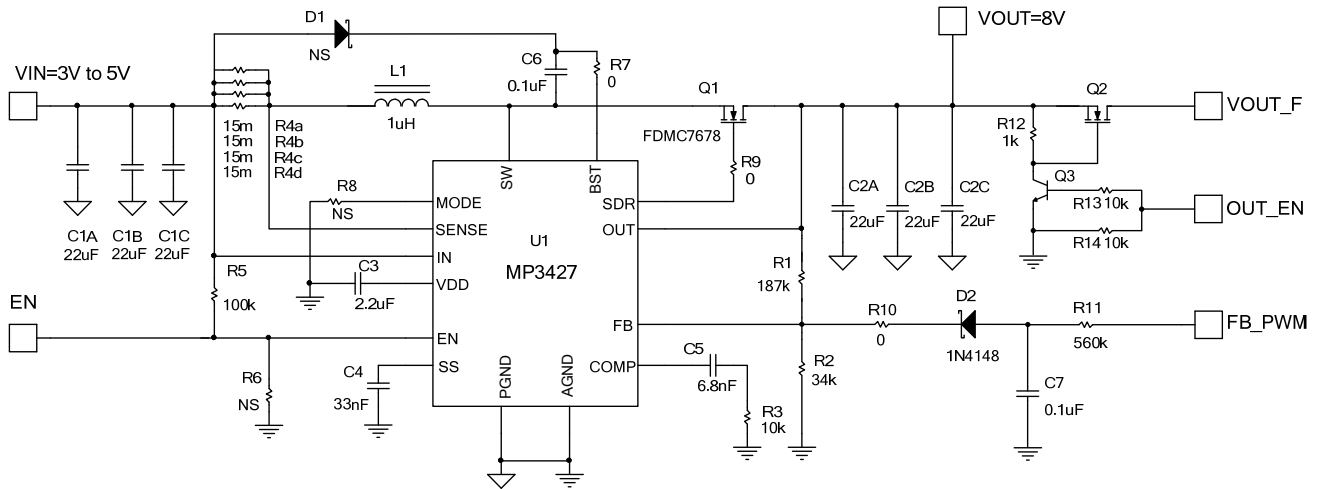 D1
NS
VOUT=8V
VIN=3V to 5V
L1
1uH
C6
0.1uF
R7
0
Q1
FDMC7678
Q2
VOUT_F
15m
15m
15m
15m
R4a
R4b
R4c
R4d
R9
0
R12
1k
Q3
R13 10k
R14 10k
OUT_EN
C1A
22uF
C1B
22uF
C1C
22uF
R8
NS
C3
2.2uF
R5
100k
SW
BST
MODE
SENSE
IN
VDD
EN
SS
PGND
AGND
SDR
OUT
FB
COMP
U1
MP3427
C2A
22uF
C2B
22uF
C2C
22uF
R1
187k
EN
R6
NS
C4
33nF
C5
6.8nF
R3
10k
R2
34k
R10
0
D2
1N4148
R11
560k
FB_PWM
C7
0.1uF